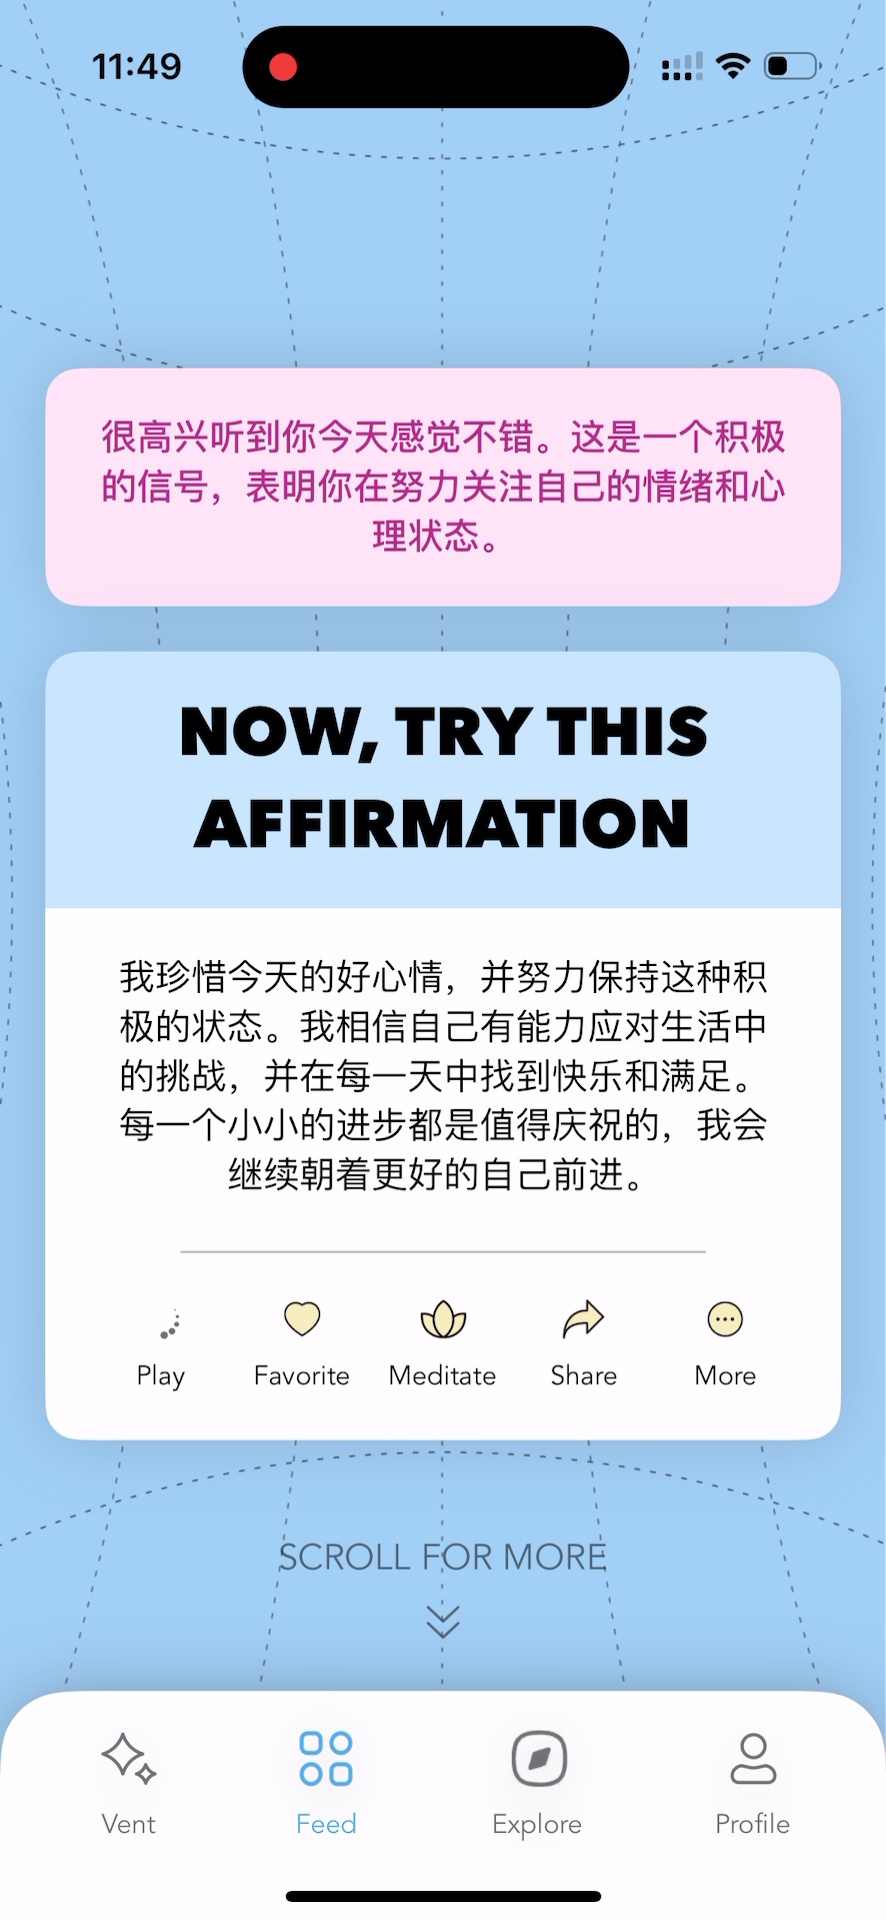 11:49
很高兴听到你今天感觉不错。这是一个积极
的信号，表明你在努力关注自己的情绪和心
理状态。
NOW, TRY THIS
AFFIRMATION
我珍惜今天的好心情，并努力保持这种积
极的状态。我相信自己有能力应对生活中
的挑战，并在每一天中找到快乐和满足。
每一个小小的进步都是值得庆祝的，我会
继续朝着更好的自己前进。
Play Favorite Meditate Share More
SCROLL FOR MORE
Vent Feed Explore Profile